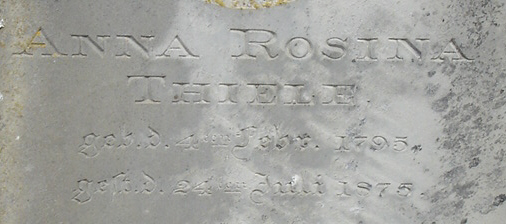 ANNA ROSINA
THIELE.
geb. d. 4ten Febr. 1795,
gest. d. 24ten Juli 1875.